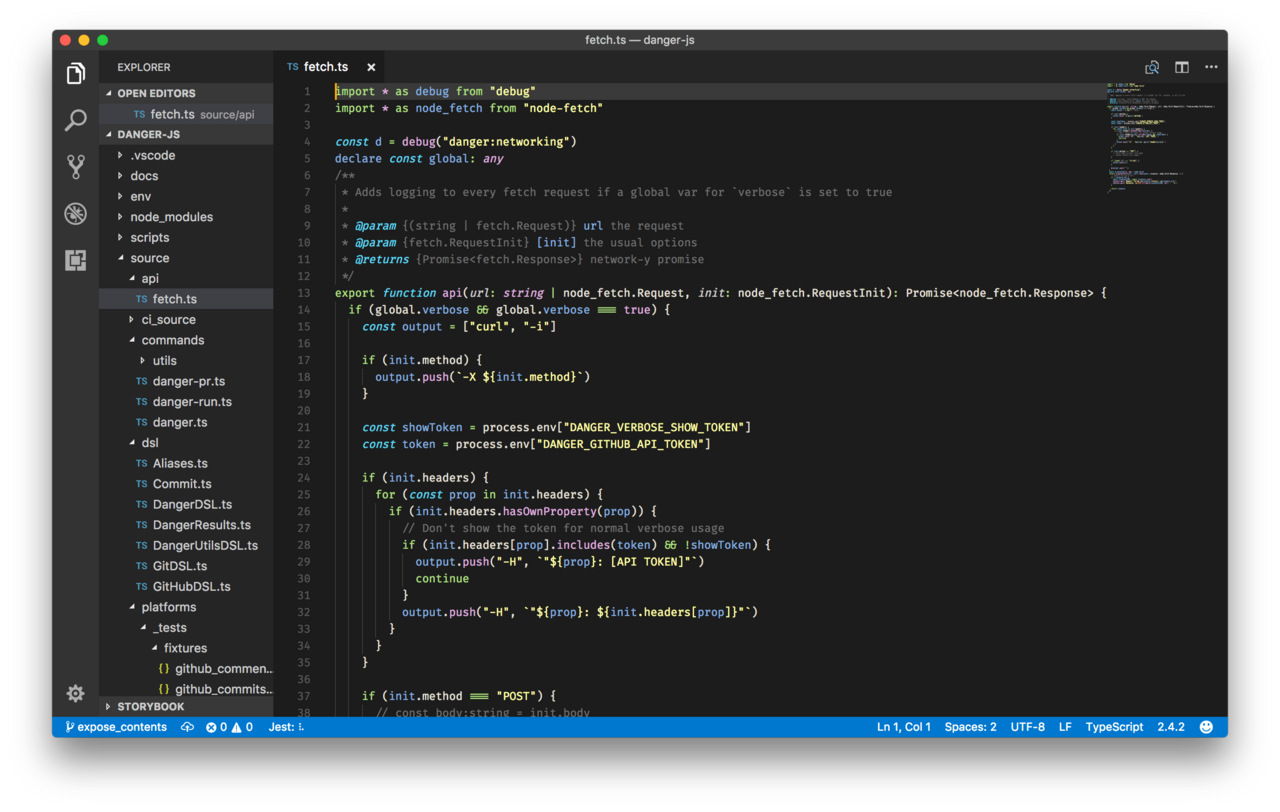 fetch.ts — danger-js
EXPLORER
OPEN EDITORS
TS fetch.ts source/api
DANGER-JS
.vscode
docs
env
node_modules
scripts
source
api
TS fetch.ts
ci_source
commands
utils
TS danger-pr.ts
TS danger-run.ts
TS danger.ts
dsl
TS Aliases.ts
TS Commit.ts
TS DangerDSL.ts
TS DangerResults.ts
TS DangerUtilsDSL.ts
TS GitDSL.ts
TS GitHubDSL.ts
platforms
_tests
fixtures
{} github_commen...
{} github_commits...
STORYBOOK
TS fetch.ts ×
1 import * as debug from "debug"
2 import * as node_fetch from "node-fetch"
3
4 const d = debug("danger:networking")
5 declare const global: any
6 /**
7 * Adds logging to every fetch request if a global var for `verbose` is set to true
8 *
9 * @param {(string | fetch.Request)} url the request
10 * @param {fetch.RequestInit} [init] the usual options
11 * @returns {Promise<fetch.Response>} network-y promise
12 */
13 export function api(url: string | node_fetch.Request, init: node_fetch.RequestInit): Promise<node_fetch.Response> {
14 if (global.verbose && global.verbose === true) {
15 const output = ["curl", "-i"]
16
17 if (init.method) {
18 output.push(`-X ${init.method}`)
19 }
20
21 const showToken = process.env["DANGER_VERBOSE_SHOW_TOKEN"]
22 const token = process.env["DANGER_GITHUB_API_TOKEN"]
23
24 if (init.headers) {
25 for (const prop in init.headers) {
26 if (init.headers.hasOwnProperty(prop)) {
27 // Don't show the token for normal verbose usage
28 if (init.headers[prop].includes(token) && !showToken) {
29 output.push("-H", `"${prop}: [API TOKEN]"`)
30 continue
31 }
32 output.push("-H", `"${prop}: ${init.headers[prop]}"`)
33 }
34 }
35 }
36
37 if (init.method === "POST") {
38 // const body:string = init.body
expose_contents 0 0 Jest: Ln 1, Col 1 Spaces: 2 UTF-8 LF TypeScript 2.4.2